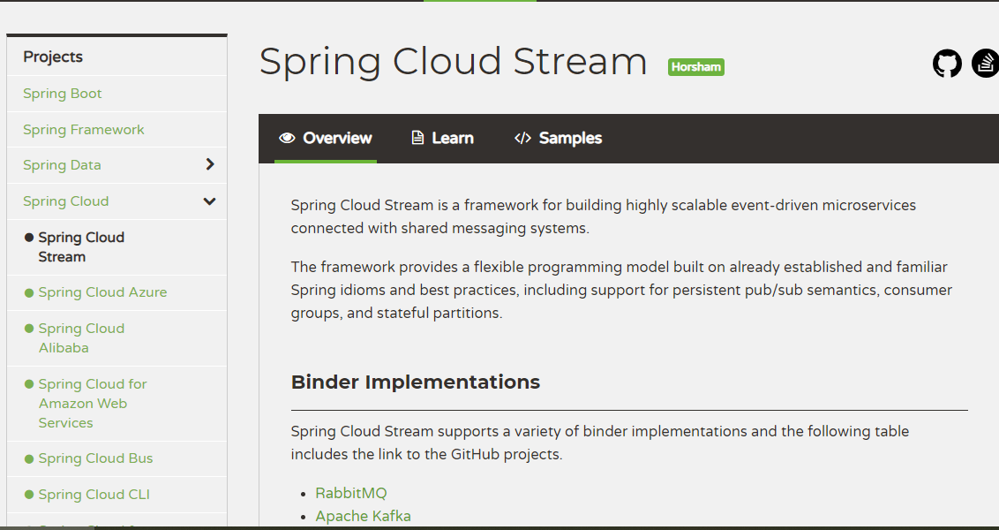 Projects
Spring Boot
Spring Framework
Spring Data
Spring Cloud
Spring Cloud
Stream
Spring Cloud Azure
Spring Cloud
Alibaba
Spring Cloud for
Amazon Web
Services
Spring Cloud Bus
Spring Cloud CLI
Spring Cloud Stream Horsham
Overview Learn Samples
Spring Cloud Stream is a framework for building highly scalable event-driven microservices
connected with shared messaging systems.
The framework provides a flexible programming model built on already established and familiar
Spring idioms and best practices, including support for persistent pub/sub semantics, consumer
groups, and stateful partitions.
Binder Implementations
Spring Cloud Stream supports a variety of binder implementations and the following table
includes the link to the GitHub projects.
RabbitMQ
Apache Kafka